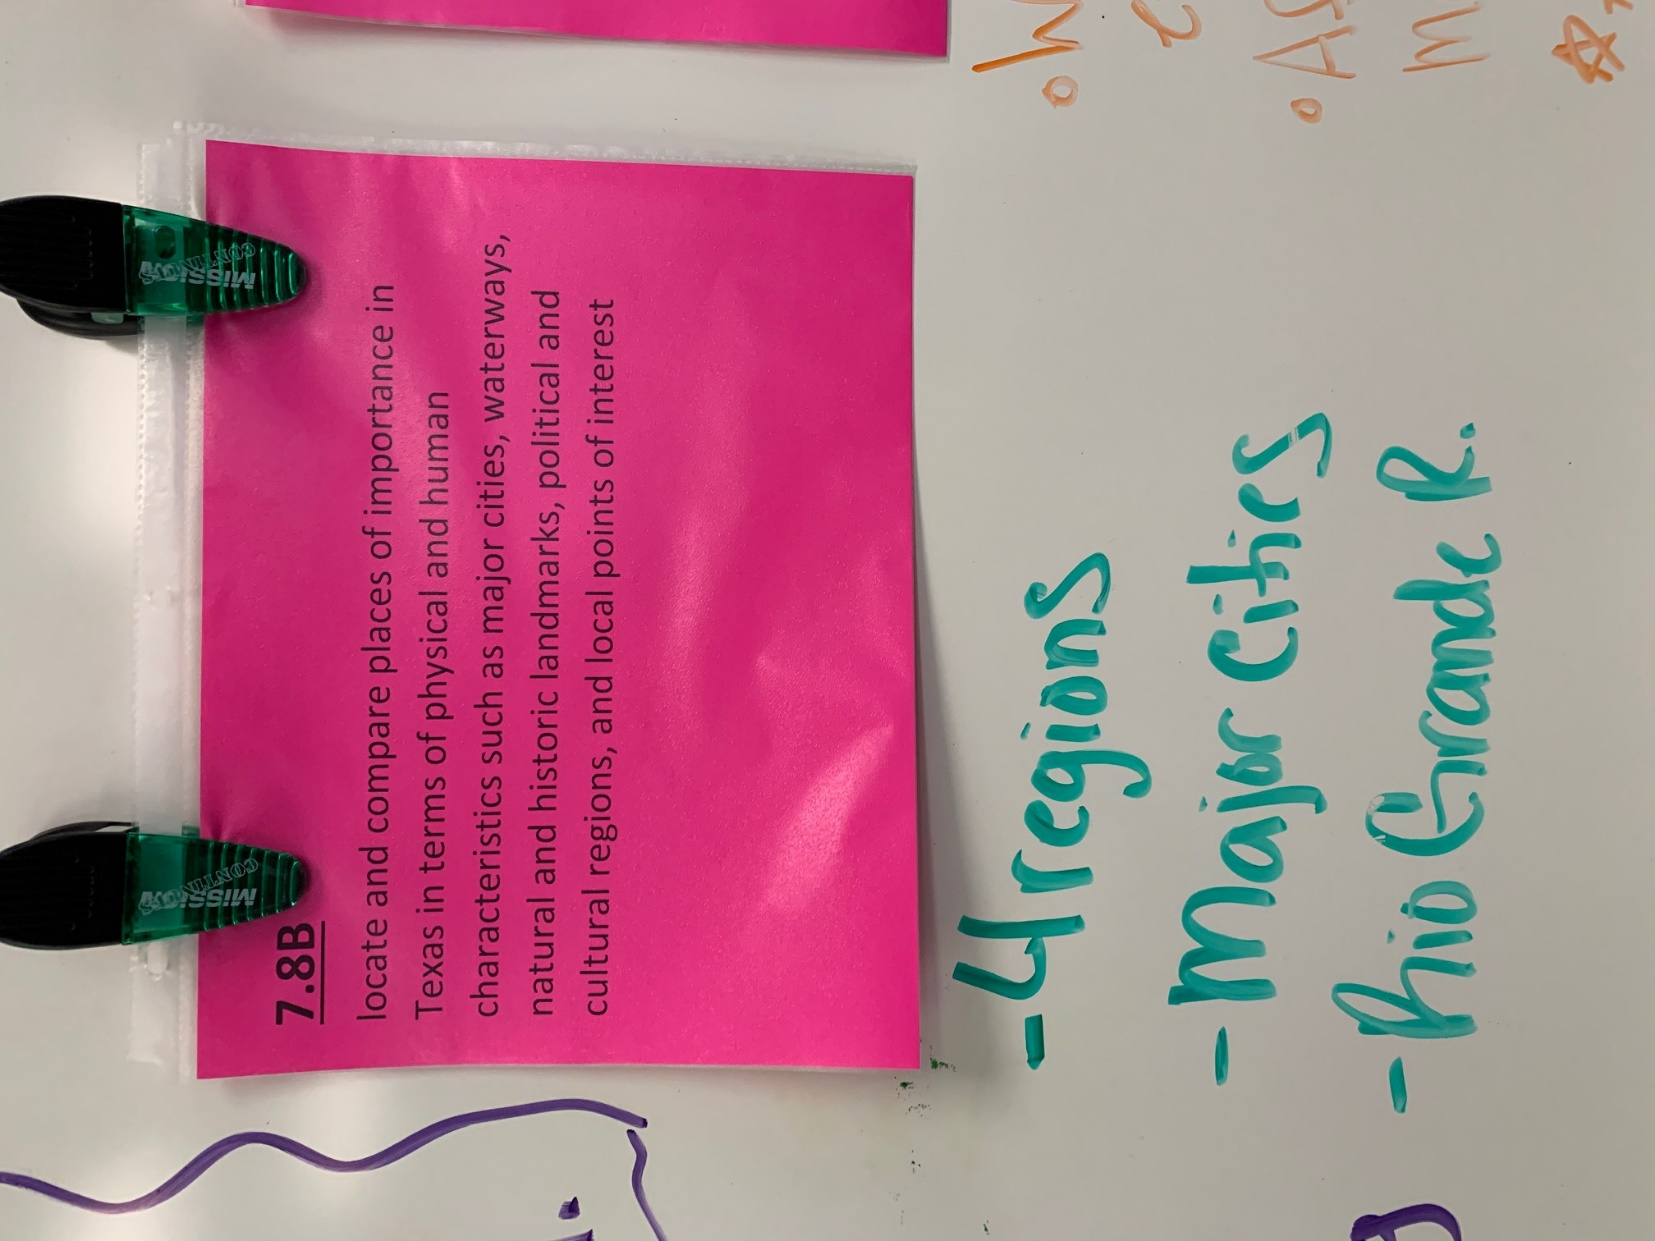 7.8B
locate and compare places of importance in
Texas in terms of physical and human
characteristics such as major cities, waterways,
natural and historic landmarks, political and
cultural regions, and local points of interest
- 4 regions
- Major Cities
- Rio Grande R.
MISSION
CONTINUES
MISSION
CONTINUES